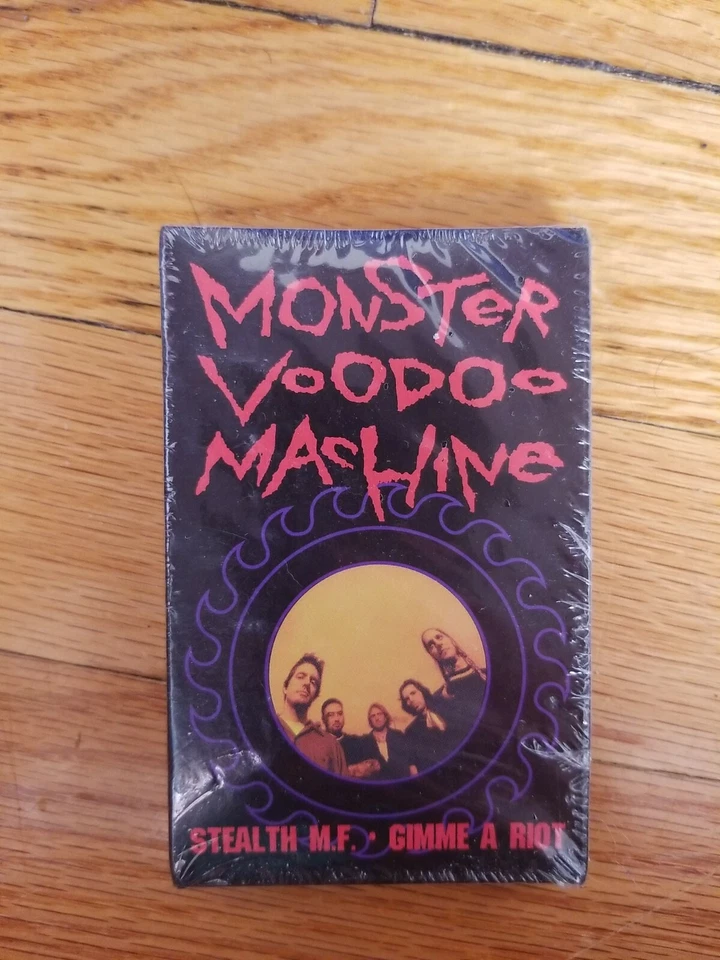 MONSTER
VOODOO
MACHINE
STEALTH M.F. • GIMME A RIOT